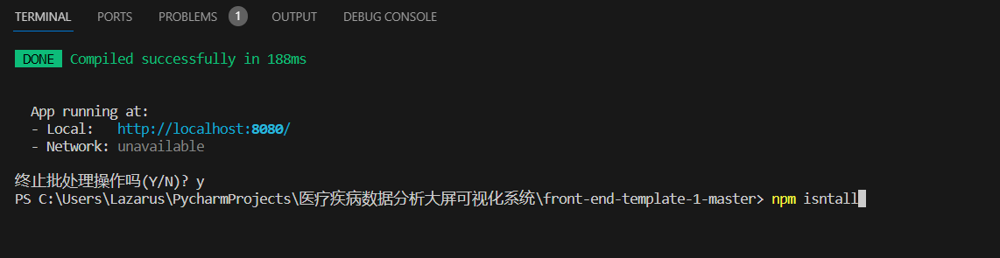 TERMINAL PORTS PROBLEMS 1 OUTPUT DEBUG CONSOLE
DONE Compiled successfully in 188ms
App running at:
- Local: http://localhost:8080/
- Network: unavailable
终止批处理操作吗(Y/N)? y
PS C:\Users\Lazarus\PycharmProjects\医疗疾病数据分析大屏可视化系统\front-end-template-1-master> npm isntall